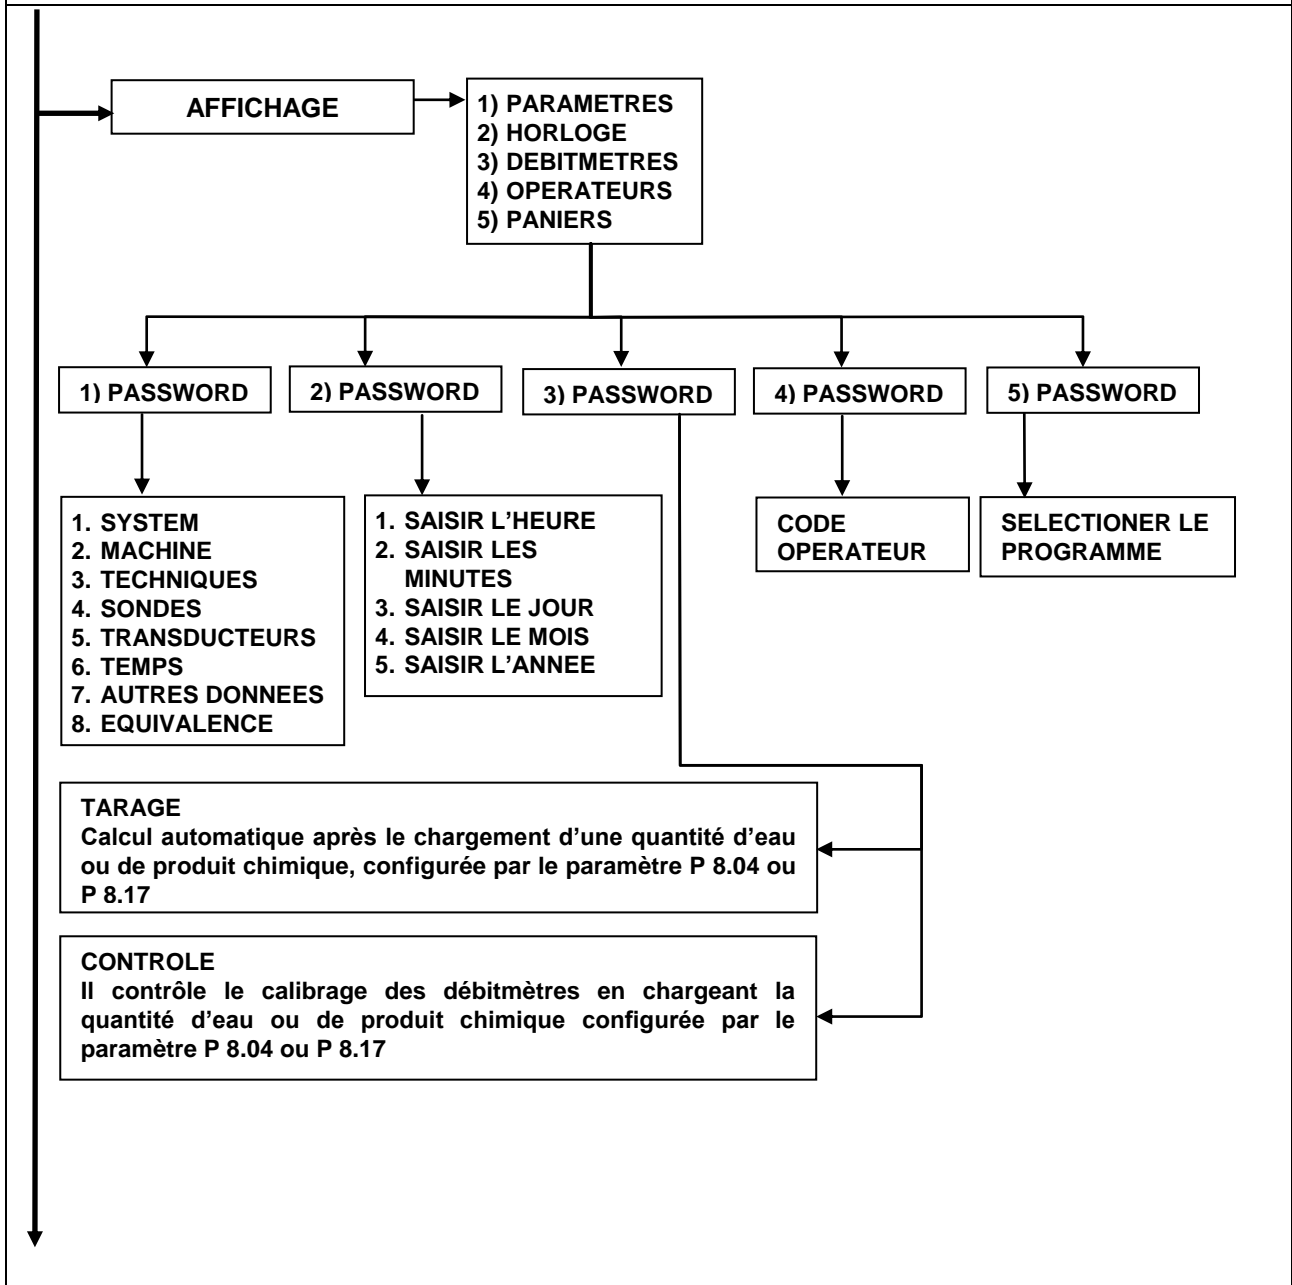 AFFICHAGE
1) PARAMETRES
2) HORLOGE
3) DEBITMETRES
4) OPERATEURS
5) PANIERS
1) PASSWORD
2) PASSWORD
3) PASSWORD
4) PASSWORD
5) PASSWORD
1. SYSTEM
2. MACHINE
3. TECHNIQUES
4. SONDES
5. TRANSDUCTEURS
6. TEMPS
7. AUTRES DONNEES
8. EQUIVALENCE
1. SAISIR L’HEURE
2. SAISIR LES
MINUTES
3. SAISIR LE JOUR
4. SAISIR LE MOIS
5. SAISIR L’ANNEE
CODE
OPERATEUR
SELECTIONER LE
PROGRAMME
TARAGE
Calcul automatique après le chargement d’une quantité d’eau
ou de produit chimique, configurée par le paramètre P 8.04 ou
P 8.17
CONTROLE
Il contrôle le calibrage des débitmètres en chargeant la
quantité d’eau ou de produit chimique configurée par le
paramètre P 8.04 ou P 8.17